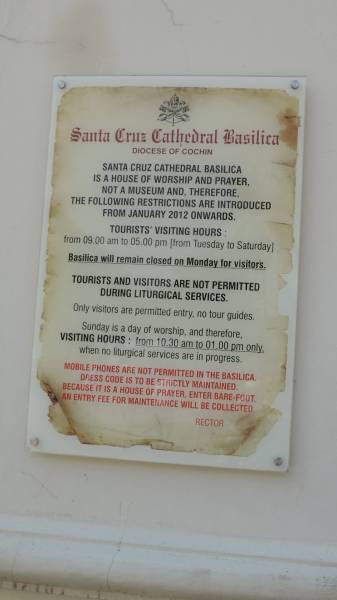 Santa Cruz Cathedral Basilica
DIOCESE OF COCHIN
SANTA CRUZ CATHEDRAL BASILICA
IS A HOUSE OF WORSHIP AND PRAYER,
NOT A MUSEUM AND, THEREFORE,
THE FOLLOWING RESTRICTIONS ARE INTRODUCED
FROM JANUARY 2012 ONWARDS.
TOURISTS' VISITING HOURS :
from 09.00 am to 05.00 pm [from Tuesday to Saturday]
Basilica will remain closed on Monday for visitors.
TOURISTS AND VISITORS ARE NOT PERMITTED
DURING LITURGICAL SERVICES.
Only visitors are permitted entry, no tour guides.
Sunday is a day of worship, and therefore,
VISITING HOURS : from 10.30 am to 01.00 pm only,
when no liturgical services are in progress.
MOBILE PHONES ARE NOT PERMITTED IN THE BASILICA.
DRESS CODE IS TO BE STRICTLY MAINTAINED.
BECAUSE IT IS A HOUSE OF PRAYER, ENTER BARE-FOOT.
AN ENTRY FEE FOR MAINTENANCE WILL BE COLLECTED.
RECTOR